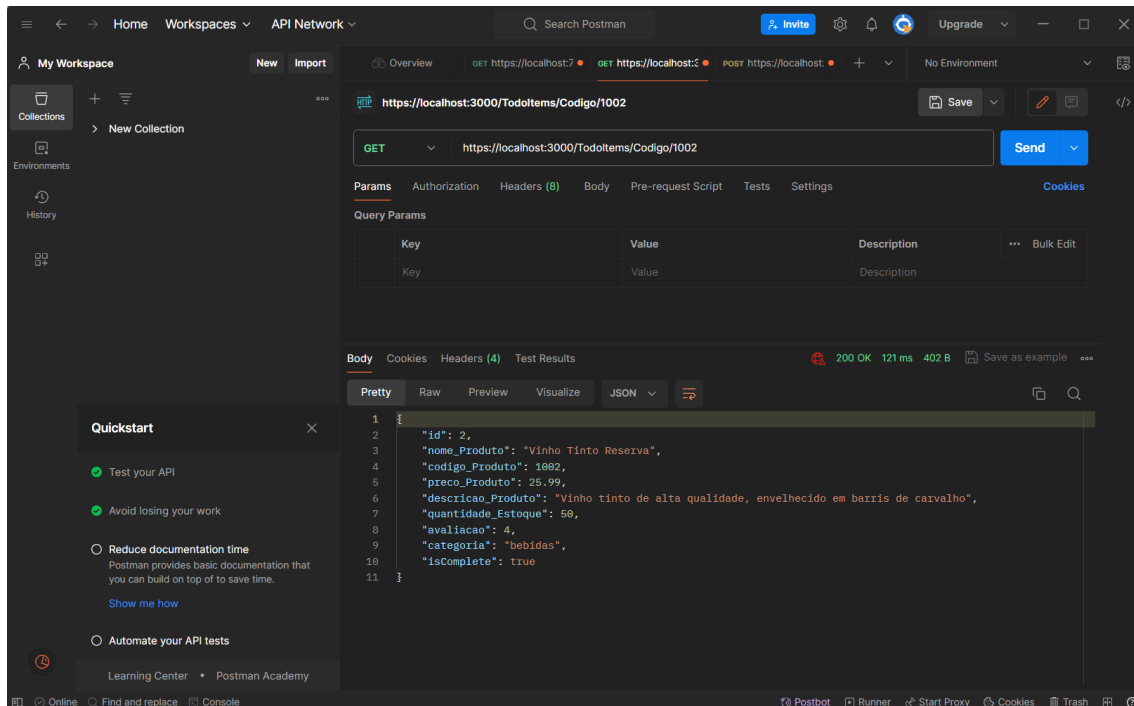 Home Workspaces API Network Search Postman Invite Upgrade
My Workspace New Import Overview GET https://localhost:7 GET https://localhost:3 POST https://localhost: No Environment
Collections
Environments
History
New Collection
HTTP https://localhost:3000/TodoItems/Codigo/1002 Save
GET https://localhost:3000/TodoItems/Codigo/1002 Send
Params Authorization Headers (8) Body Pre-request Script Tests Settings Cookies
Query Params
Key Value Description ••• Bulk Edit
Key Value Description
Body Cookies Headers (4) Test Results 200 OK 121 ms 402 B Save as example
Pretty Raw Preview Visualize JSON
1 {
2 "id": 2,
3 "nome_Produto": "Vinho Tinto Reserva",
4 "codigo_Produto": 1002,
5 "preco_Produto": 25.99,
6 "descricao_Produto": "Vinho tinto de alta qualidade, envelhecido em barris de carvalho",
7 "quantidade_Estoque": 50,
8 "avaliacao": 4,
9 "categoria": "bebidas",
10 "isComplete": true
11 }
Quickstart
Test your API
Avoid losing your work
Reduce documentation time
Postman provides basic documentation that
you can build on top of to save time.
Show me how
Automate your API tests
Learning Center • Postman Academy
Online Find and replace Console Postbot Runner Start Proxy Cookies Trash